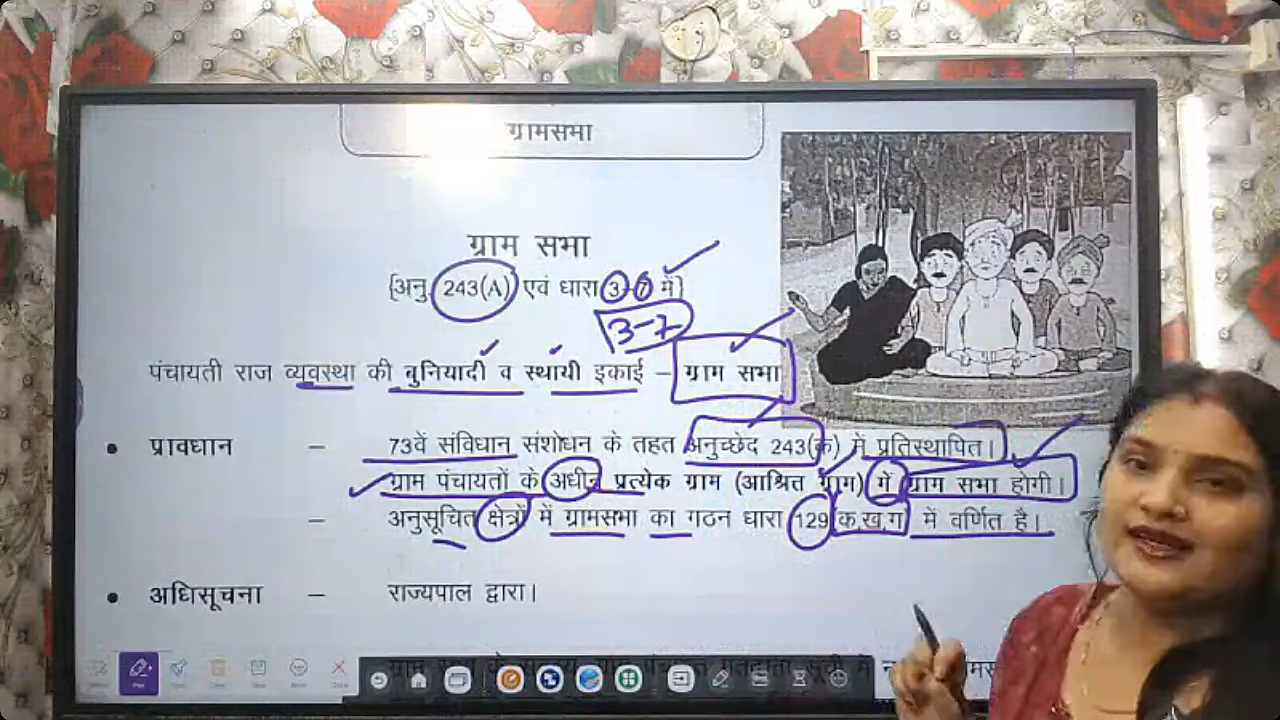 ग्रामसभा
ग्राम सभा
{अनु. 243(A) एवं धारा 3-7 में}
3-7
पंचायती राज व्यवस्था की बुनियादी व स्थायी इकाई – ग्राम सभा
• प्रावधान – 73वें संविधान संशोधन के तहत अनुच्छेद 243(क) में प्रतिस्थापित।
ग्राम पंचायतों के अधीन प्रत्येक ग्राम (आश्रित ग्राम) में ग्राम सभा होगी।
– अनुसूचित क्षेत्रों में ग्रामसभा का गठन धारा 129 क,ख,ग में वर्णित है।
• अधिसूचना – राज्यपाल द्वारा।